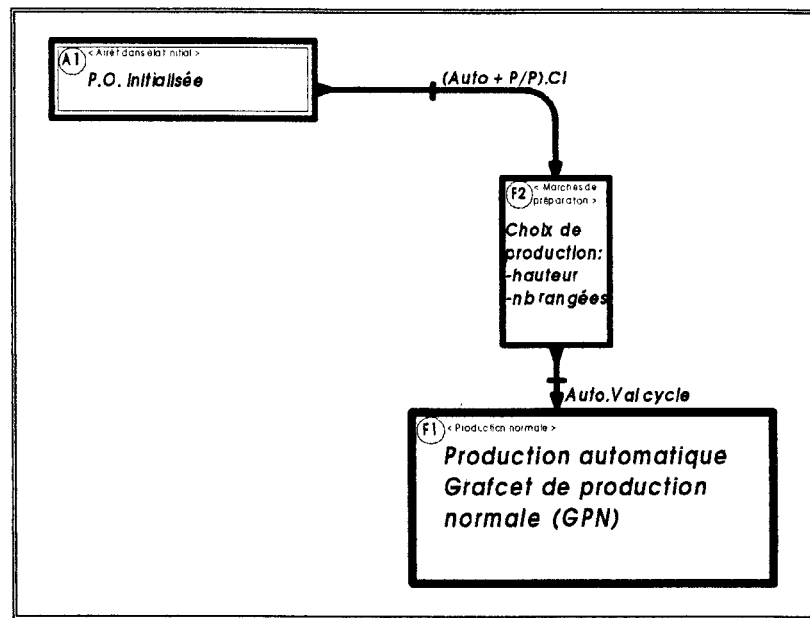 A1 < Arrêt dans état initial >
P.O. initialisée
(Auto + P/P).CI
F2 < Marches de
préparation >
Choix de
production:
-hauteur
-nb rangées
Auto.Val cycle
F1 < Production normale >
Production automatique
Grafcet de production
normale (GPN)